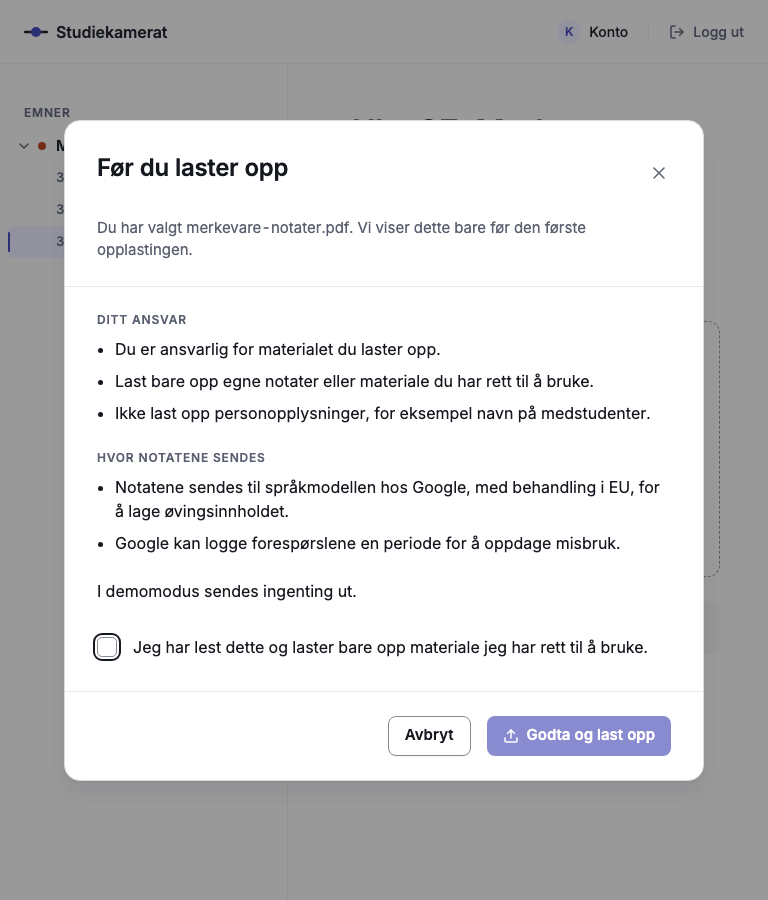 Studiekamerat
K Konto
Logg ut
EMNER
Før du laster opp
Du har valgt merkevare-notater.pdf. Vi viser dette bare før den første
opplastingen.
DITT ANSVAR
• Du er ansvarlig for materialet du laster opp.
• Last bare opp egne notater eller materiale du har rett til å bruke.
• Ikke last opp personopplysninger, for eksempel navn på medstudenter.
HVOR NOTATENE SENDES
• Notatene sendes til språkmodellen hos Google, med behandling i EU, for
å lage øvingsinnholdet.
• Google kan logge forespørslene en periode for å oppdage misbruk.
I demomodus sendes ingenting ut.
Jeg har lest dette og laster bare opp materiale jeg har rett til å bruke.
Avbryt
Godta og last opp